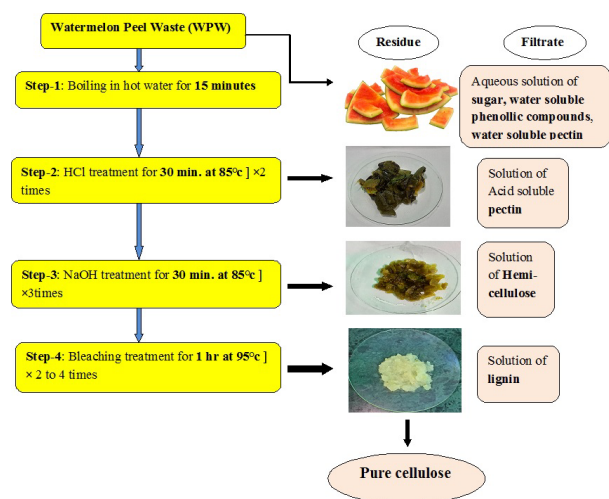 Watermelon Peel Waste (WPW)
Residue
Filtrate
Step-1: Boiling in hot water for 15 minutes
Aqueous solution of
sugar, water soluble
phenollic compounds,
water soluble pectin
Step-2: HCl treatment for 30 min. at 85°c ] ×2
times
Solution of
Acid soluble
pectin
Step-3: NaOH treatment for 30 min. at 85°c ]
×3times
Solution
of Hemi-
cellulose
Step-4: Bleaching treatment for 1 hr at 95°c ]
× 2 to 4 times
Solution of
lignin
Pure cellulose